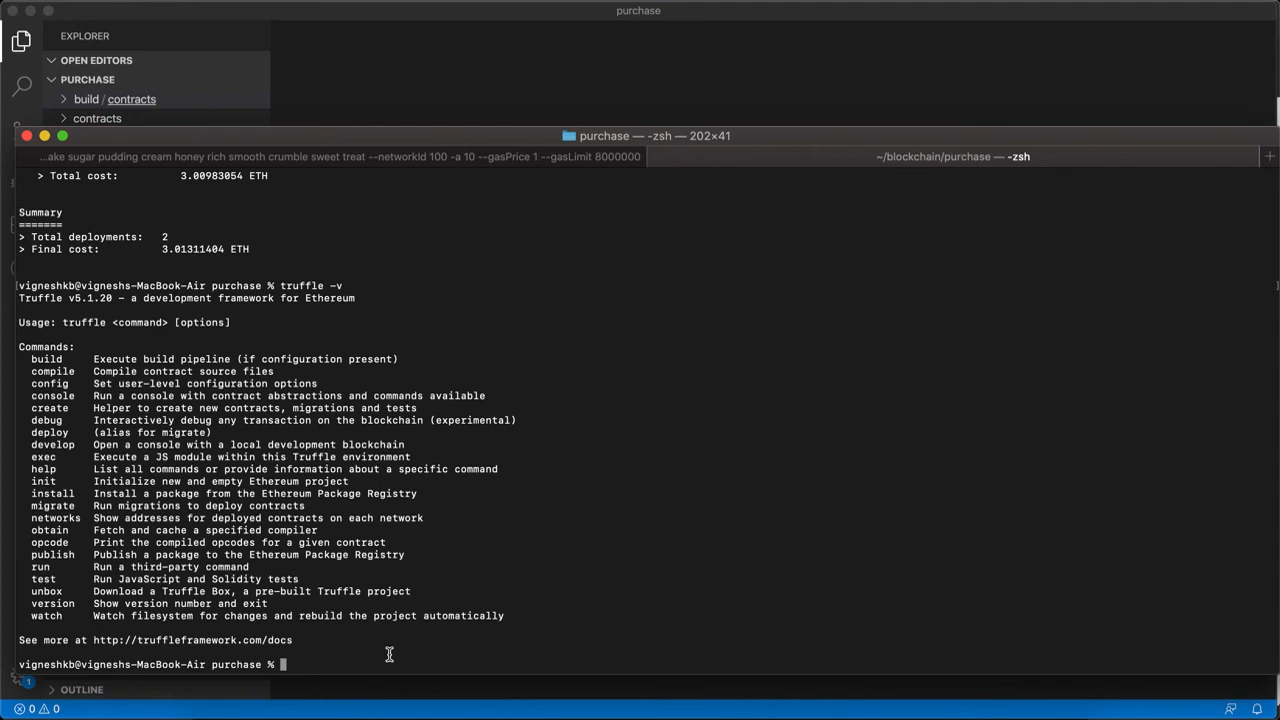 purchase
EXPLORER
OPEN EDITORS
PURCHASE
build / contracts
contracts
purchase — -zsh — 202×41
...ake sugar pudding cream honey rich smooth crumble sweet treat --networkId 100 -a 10 --gasPrice 1 --gasLimit 8000000
~/blockchain/purchase — -zsh
> Total cost: 3.00983054 ETH
Summary
=======
> Total deployments: 2
> Final cost: 3.01311404 ETH
[vigneshkb@vigneshs-MacBook-Air purchase % truffle -v ]
Truffle v5.1.20 - a development framework for Ethereum
Usage: truffle <command> [options]
Commands:
build Execute build pipeline (if configuration present)
compile Compile contract source files
config Set user-level configuration options
console Run a console with contract abstractions and commands available
create Helper to create new contracts, migrations and tests
debug Interactively debug any transaction on the blockchain (experimental)
deploy (alias for migrate)
develop Open a console with a local development blockchain
exec Execute a JS module within this Truffle environment
help List all commands or provide information about a specific command
init Initialize new and empty Ethereum project
install Install a package from the Ethereum Package Registry
migrate Run migrations to deploy contracts
networks Show addresses for deployed contracts on each network
obtain Fetch and cache a specified compiler
opcode Print the compiled opcodes for a given contract
publish Publish a package to the Ethereum Package Registry
run Run a third-party command
test Run JavaScript and Solidity tests
unbox Download a Truffle Box, a pre-built Truffle project
version Show version number and exit
watch Watch filesystem for changes and rebuild the project automatically
See more at http://truffleframework.com/docs
vigneshkb@vigneshs-MacBook-Air purchase %
1
OUTLINE
0 0